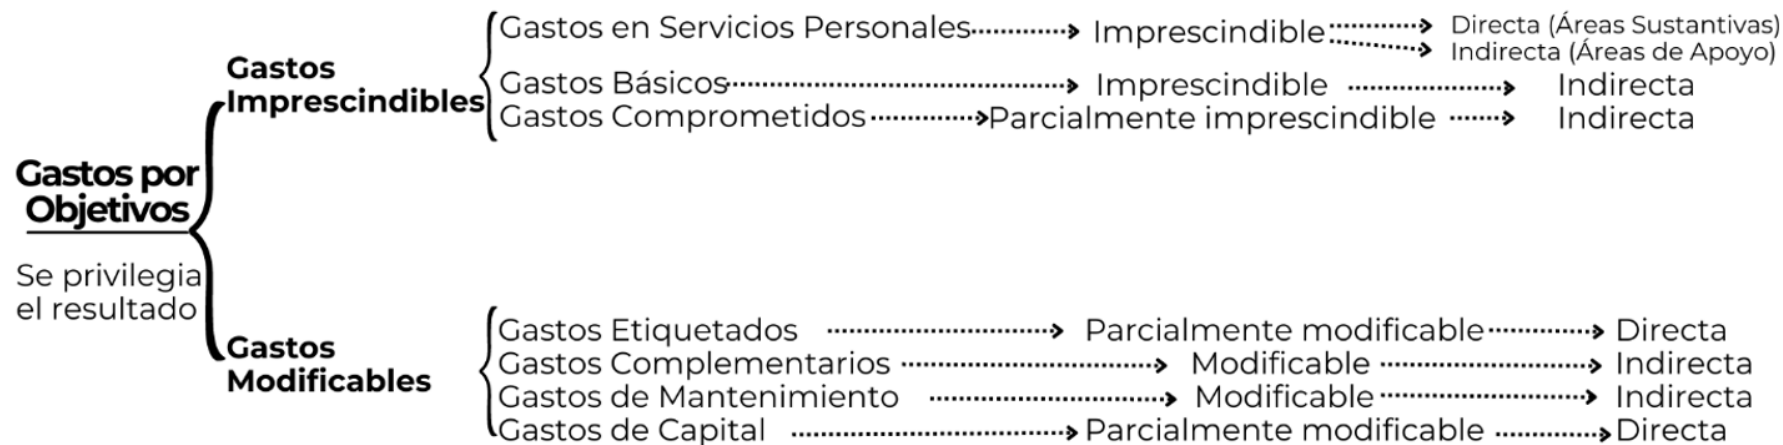 Gastos por
Objetivos
Se privilegia
el resultado
Gastos
Imprescindibles
Gastos en Servicios Personales Imprescindible Directa (Áreas Sustantivas)
Indirecta (Áreas de Apoyo)
Gastos Básicos Imprescindible Indirecta
Gastos Comprometidos Parcialmente imprescindible Indirecta
Gastos
Modificables
Gastos Etiquetados Parcialmente modificable Directa
Gastos Complementarios Modificable Indirecta
Gastos de Mantenimiento Modificable Indirecta
Gastos de Capital Parcialmente modificable Directa